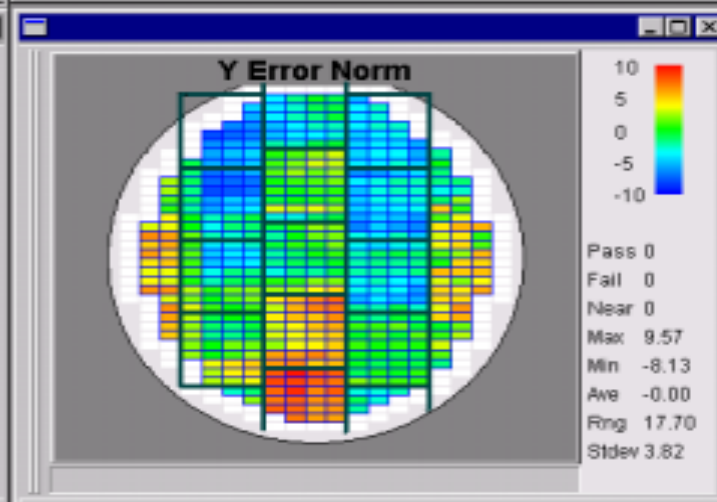 Y Error Norm
10
5
0
-5
-10
Pass 0
Fail 0
Near 0
Max 9.57
Min -8.13
Ave -0.00
Rng 17.70
Stdev 3.82